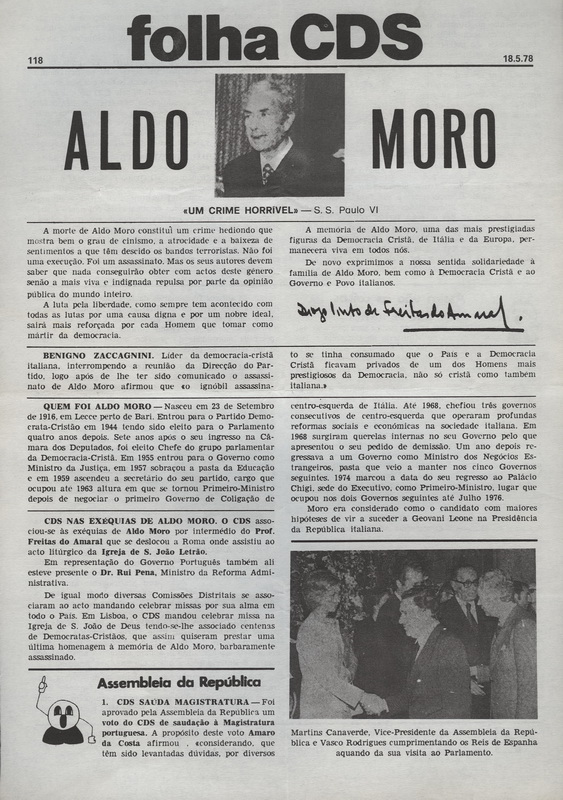 folha CDS
118
18.5.78
ALDO MORO
«UM CRIME HORRÍVEL» — S. S. Paulo VI
A morte de Aldo Moro constitui um crime hediondo que
mostra bem o grau de cinismo, a atrocidade e a baixeza de
sentimentos a que têm descido os bandos terroristas. Não foi
uma execução. Foi um assassinato. Mas os seus autores devem
saber que nada conseguirão obter com actos deste género
senão a mais viva e indignada repulsa por parte da opinião
pública do mundo inteiro.
A luta pela liberdade, como sempre tem acontecido com
todas as lutas por uma causa digna e por um nobre ideal,
sairá mais reforçada por cada Homem que tomar como
mártir da democracia.
A memória de Aldo Moro, uma das mais prestigiadas
figuras da Democracia Cristã, de Itália e da Europa, per-
manecera viva em todos nós.
De novo exprimimos a nossa sentida solidariedade à
família de Aldo Moro, bem como à Democracia Cristã e ao
Governo e Povo italianos.
Diogo Pinto de Freitas do Amaral.
BENIGNO ZACCAGNINI. Líder da democracia-cristã
italiana, interrompendo a reunião da Direcção do Par-
tido, logo após de lhe ter sido comunicado o assassi-
nato de Aldo Moro afirmou que «o ignóbil assassina-
to se tinha consumado que o País e a Democracia
Cristã ficavam privados de um dos Homens mais
prestigiosos da Democracia, não só cristã como também
italiana.»
QUEM FOI ALDO MORO — Nasceu em 23 de Setembro
de 1916, em Lecce perto de Bari. Entrou para o Partido Demo-
crata-Cristão em 1944 tendo sido eleito para o Parlamento
quatro anos depois. Sete anos após o seu ingresso na Câ-
mara dos Deputados, foi eleito Chefe do grupo parlamentar
da Democracia-Cristã. Em 1955 entrou para o Governo como
Ministro da Justiça, em 1957 sobraçou a pasta da Educação
e em 1959 ascendeu a secretário do seu partido, cargo que
ocupou até 1963 altura em que se tornou Primeiro-Ministro
depois de negociar o primeiro Governo de Coligação de
centro-esquerda de Itália. Até 1968, chefiou três governos
consecutivos de centro-esquerda que operaram profundas
reformas sociais e económicas na sociedade italiana. Em
1968 surgiram querelas internas no seu Governo pelo que
apresentou o seu pedido de demissão. Um ano depois re-
gressava a um Governo como Ministro dos Negócios Es-
trangeiros, pasta que veio a manter nos cinco Governos
seguintes. 1974 marcou a data do seu regresso ao Palácio
Chigi, sede do Executivo, como Primeiro-Ministro, lugar que
ocupou nos dois Governos seguintes até Julho 1976.
Moro era considerado como o candidato com maiores
hipóteses de vir a suceder a Geovani Leone na Presidência
da República italiana.
CDS NAS EXÉQUIAS DE ALDO MORO. O CDS asso-
ciou-se às exéquias de Aldo Moro por intermédio do Prof.
Freitas do Amaral que se deslocou a Roma onde assistiu ao
acto litúrgico da Igreja de S. João Letrão.
Em representação do Governo Português também ali
esteve presente o Dr. Rui Pena, Ministro da Reforma Admi-
nistrativa.
De igual modo diversas Comissões Distritais se asso-
ciaram ao acto mandando celebrar missas por sua alma em
todo o País. Em Lisboa, o CDS mandou celebrar missa na
Igreja de S. João de Deus tendo-se-lhe associado centenas
de Democratas-Cristãos, que assim quiseram prestar uma
última homenagem à memória de Aldo Moro, barbaramente
assassinado.
Assembleia da República
1. CDS SAUDA MAGISTRATURA — Foi
aprovado pela Assembleia da República um
voto do CDS de saudação à Magistratura
portuguesa. A propósito deste voto Amaro
da Costa afirmou , «considerando, que
têm sido levantadas dúvidas, por diversos
Martins Canaverde, Vice-Presidente da Assembleia da Repú-
blica e Vasco Rodrigues cumprimentando os Reis de Espanha
aquando da sua visita ao Parlamento.